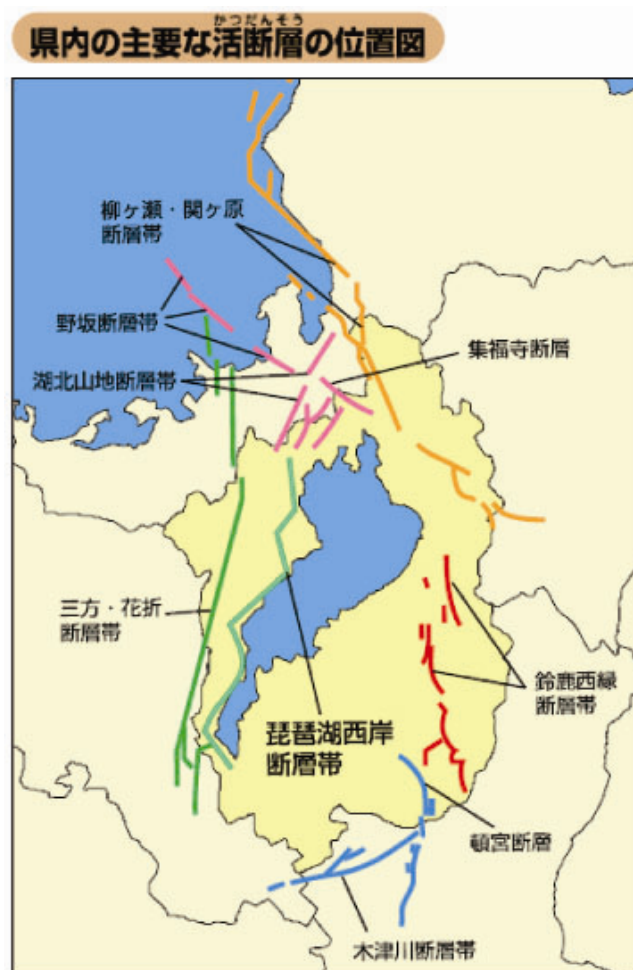 かつだんそう
県内の主要な活断層の位置図
柳ヶ瀬・関ヶ原
断層帯
野坂断層帯
集福寺断層
湖北山地断層帯
三方・花折
断層帯
鈴鹿西縁
断層帯
琵琶湖西岸
断層帯
頓宮断層
木津川断層帯